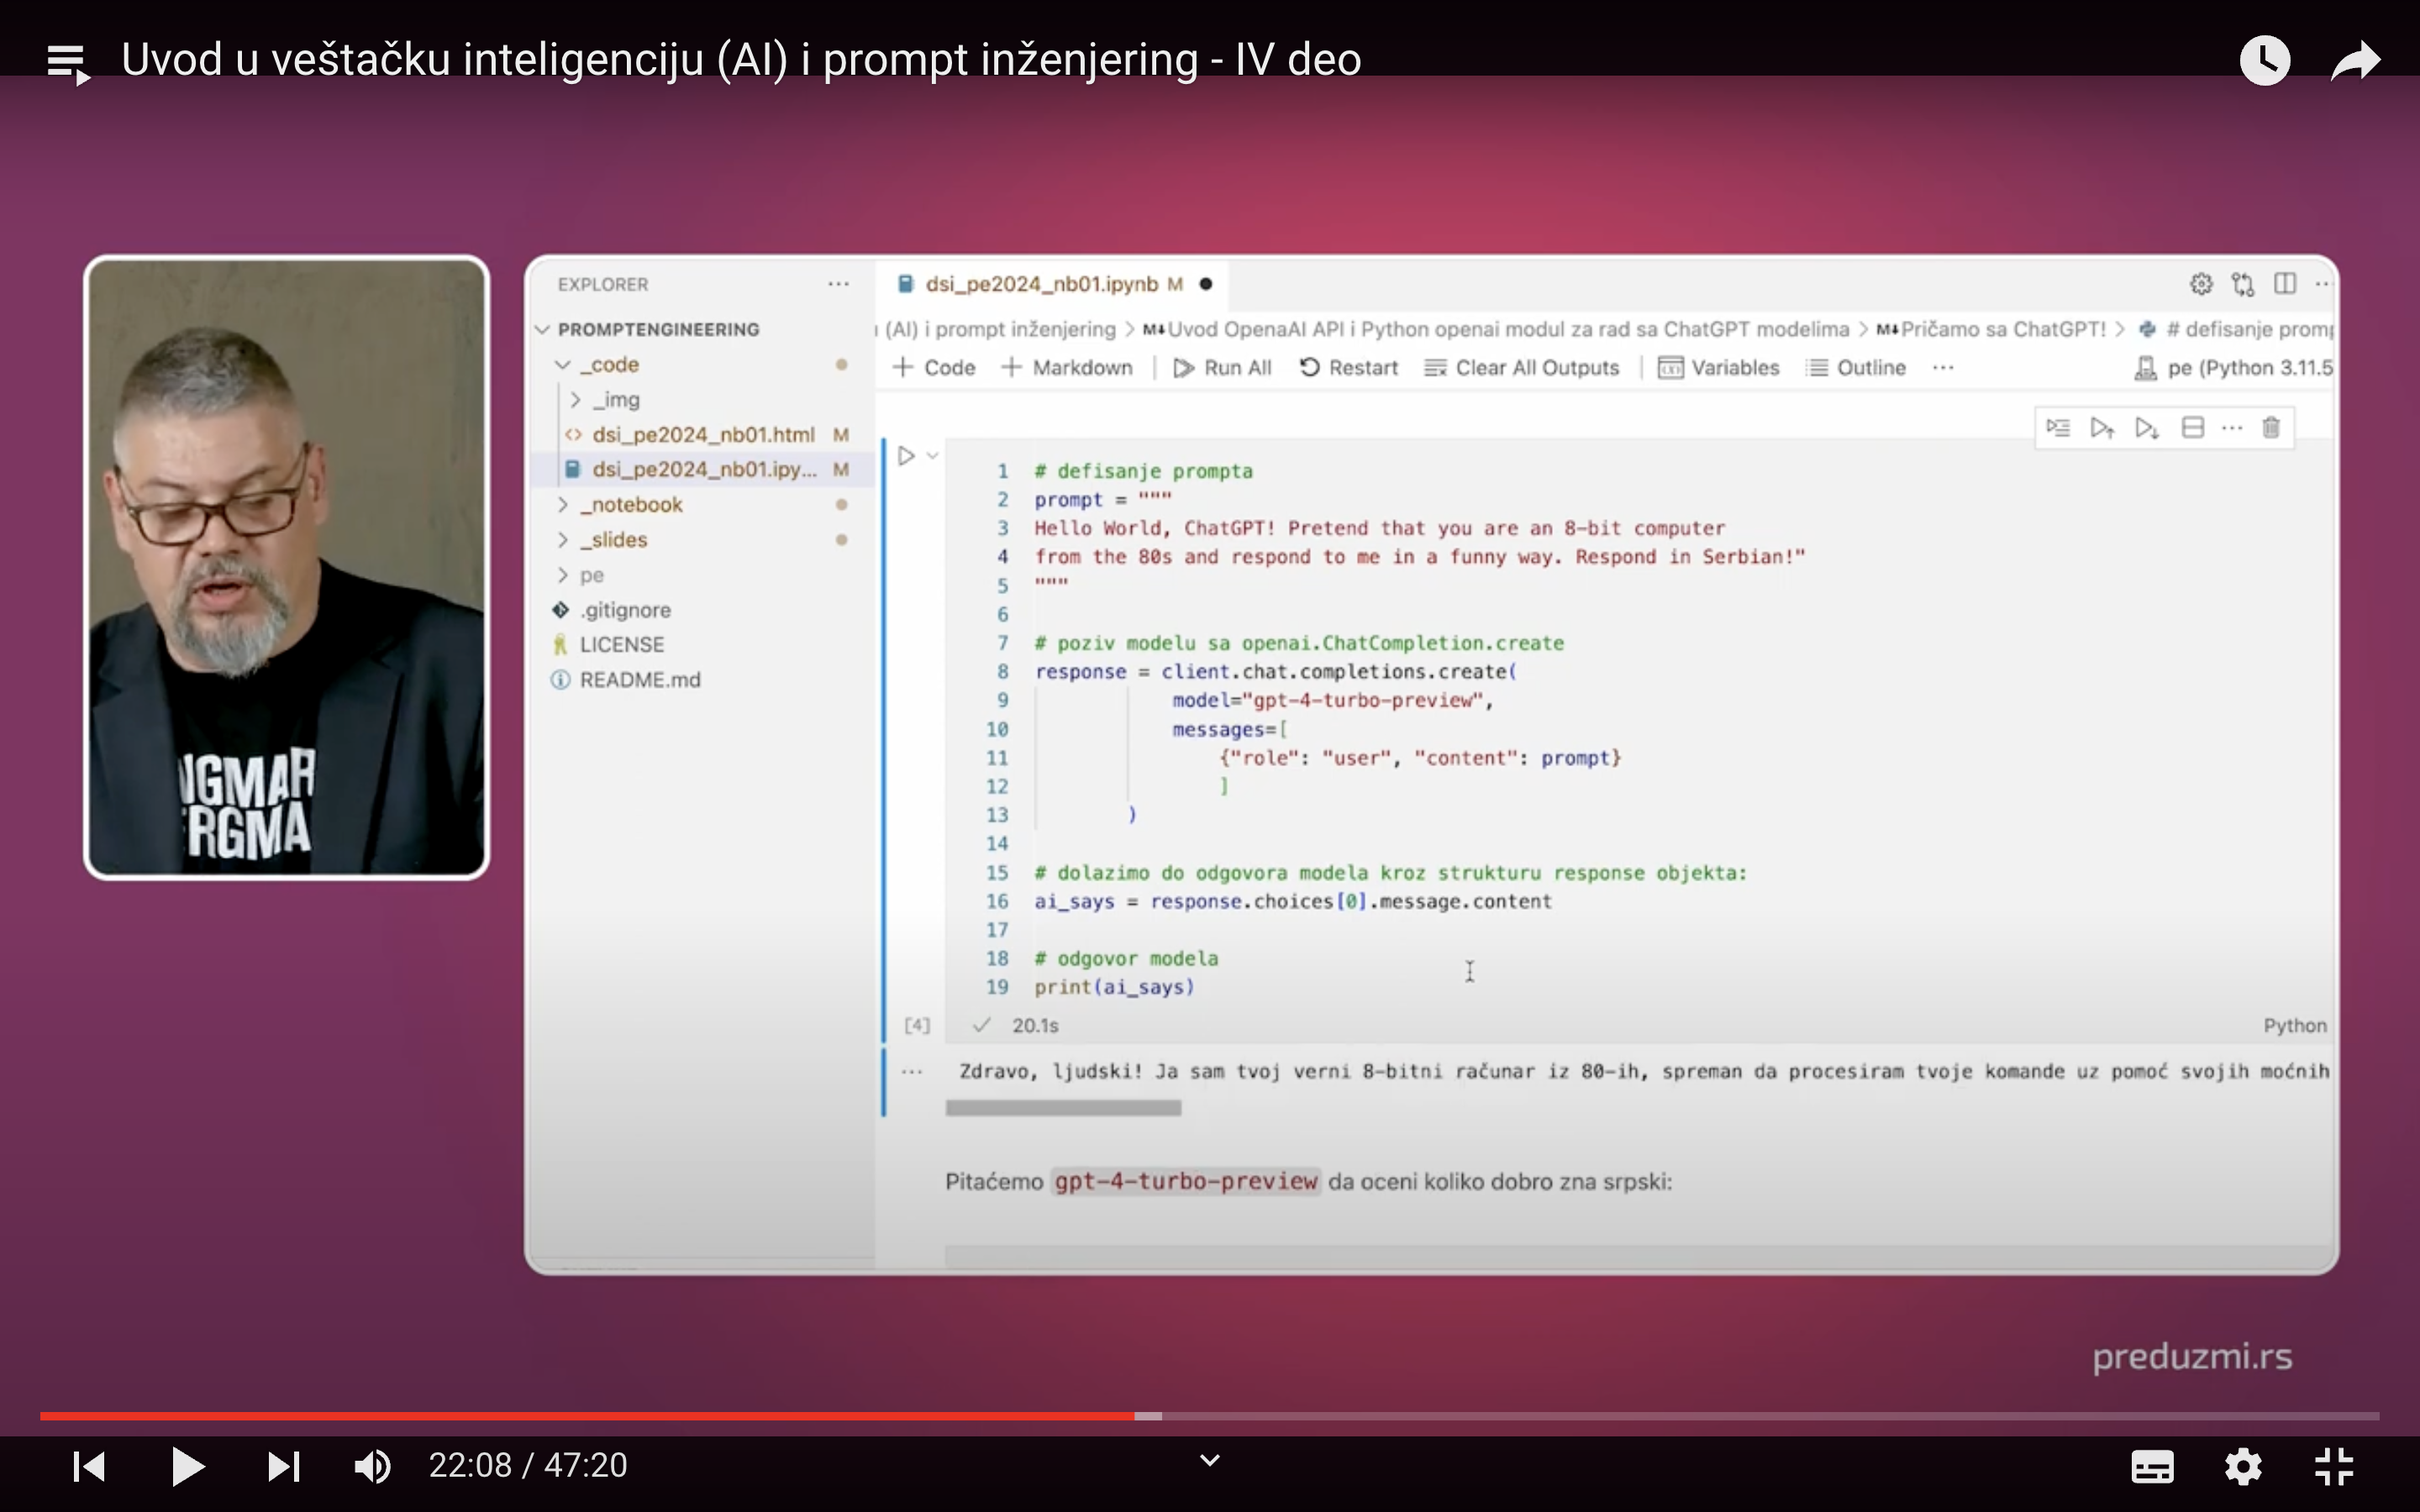 Uvod u veštačku inteligenciju (AI) i prompt inženjering - IV deo
EXPLORER
PROMPTENGINEERING
_code
_img
dsi_pe2024_nb01.html M
dsi_pe2024_nb01.ipy... M
_notebook
_slides
pe
.gitignore
LICENSE
README.md
dsi_pe2024_nb01.ipynb M
(AI) i prompt inženjering > M↓Uvod OpenaAI API i Python openai modul za rad sa ChatGPT modelima > M↓Pričamo sa ChatGPT! > # defisanje promp
+ Code + Markdown | Run All Restart Clear All Outputs | Variables Outline ... pe (Python 3.11.5
1 # defisanje prompta
2 prompt = """
3 Hello World, ChatGPT! Pretend that you are an 8-bit computer
4 from the 80s and respond to me in a funny way. Respond in Serbian!"
5 """
6
7 # poziv modelu sa openai.ChatCompletion.create
8 response = client.chat.completions.create(
9 model="gpt-4-turbo-preview",
10 messages=[
11 {"role": "user", "content": prompt}
12 ]
13 )
14
15 # dolazimo do odgovora modela kroz strukturu response objekta:
16 ai_says = response.choices[0].message.content
17
18 # odgovor modela
19 print(ai_says)
[4] 20.1s Python
Zdravo, ljudski! Ja sam tvoj verni 8-bitni računar iz 80-ih, spreman da procesiram tvoje komande uz pomoć svojih moćnih
Pitaćemo gpt-4-turbo-preview da oceni koliko dobro zna srpski:
NGMAR
RGMA
preduzmi.rs
22:08 / 47:20